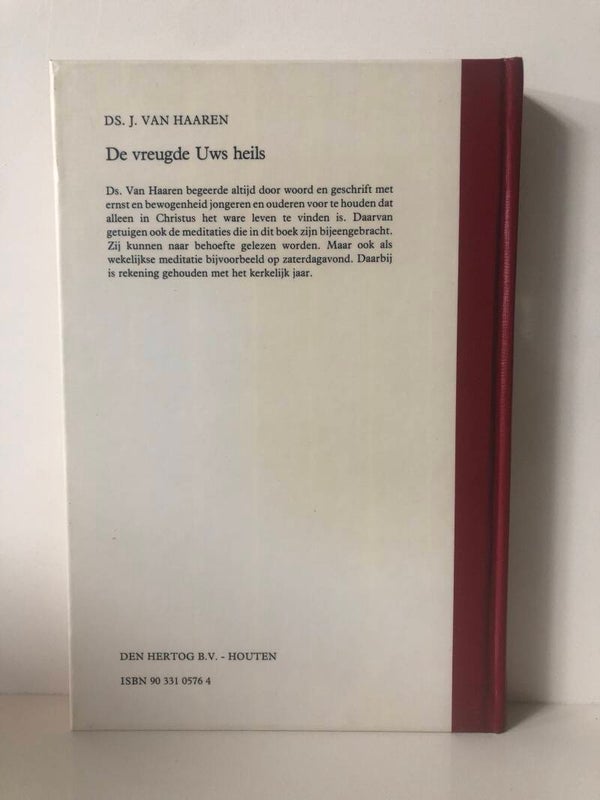 DS. J. VAN HAAREN
De vreugde Uws heils
Ds. Van Haaren begeerde altijd door woord en geschrift met
ernst en bewogenheid jongeren en ouderen voor te houden dat
alleen in Christus het ware leven te vinden is. Daarvan
getuigen ook de meditaties die in dit boek zijn bijeengebracht.
Zij kunnen naar behoefte gelezen worden. Maar ook als
wekelijkse meditatie bijvoorbeeld op zaterdagavond. Daarbij
is rekening gehouden met het kerkelijk jaar.
DEN HERTOG B.V. - HOUTEN
ISBN 90 331 0576 4